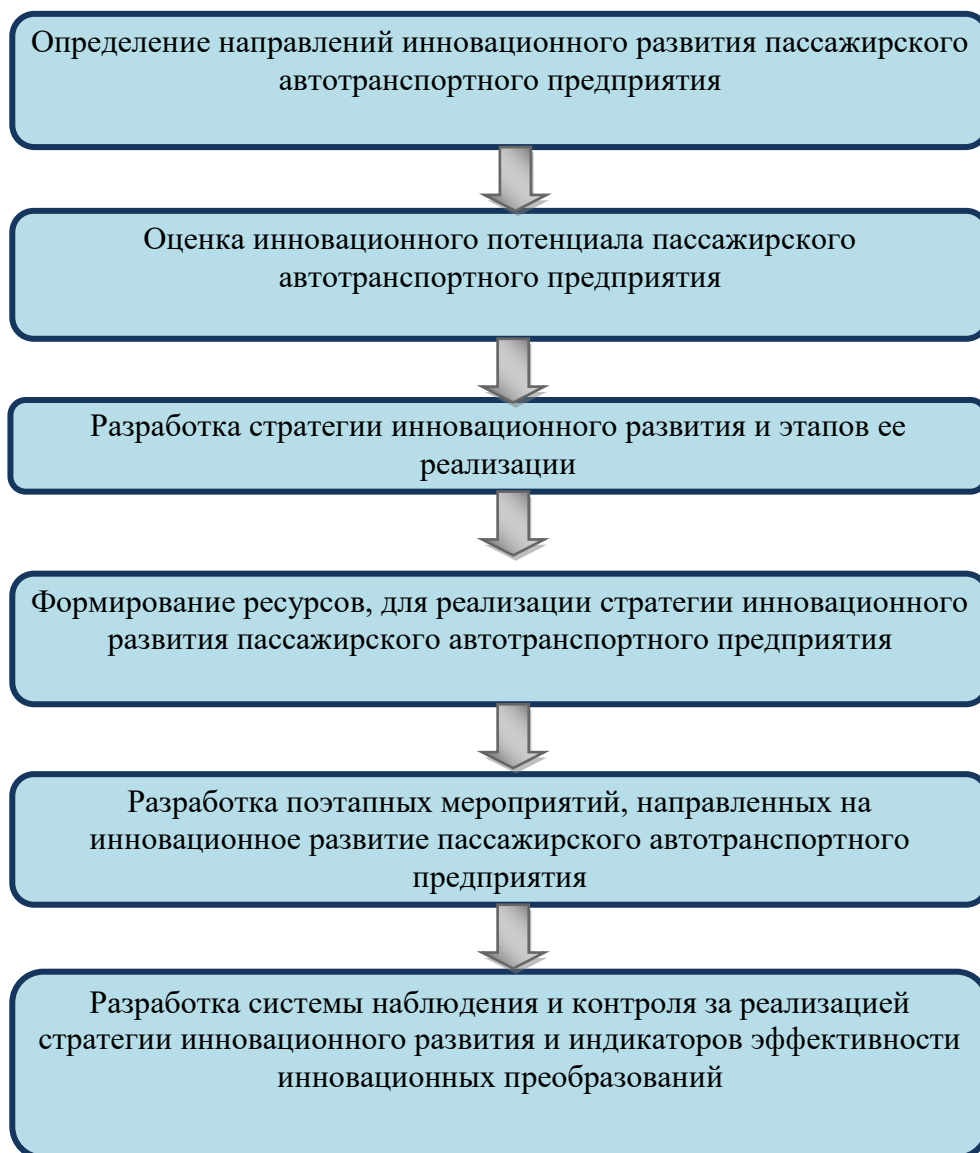 Определение направлений инновационного развития пассажирского
автотранспортного предприятия
Оценка инновационного потенциала пассажирского
автотранспортного предприятия
Разработка стратегии инновационного развития и этапов ее
реализации
Формирование ресурсов, для реализации стратегии инновационного
развития пассажирского автотранспортного предприятия
Разработка поэтапных мероприятий, направленных на
инновационное развитие пассажирского автотранспортного
предприятия
Разработка системы наблюдения и контроля за реализацией
стратегии инновационного развития и индикаторов эффективности
инновационных преобразований